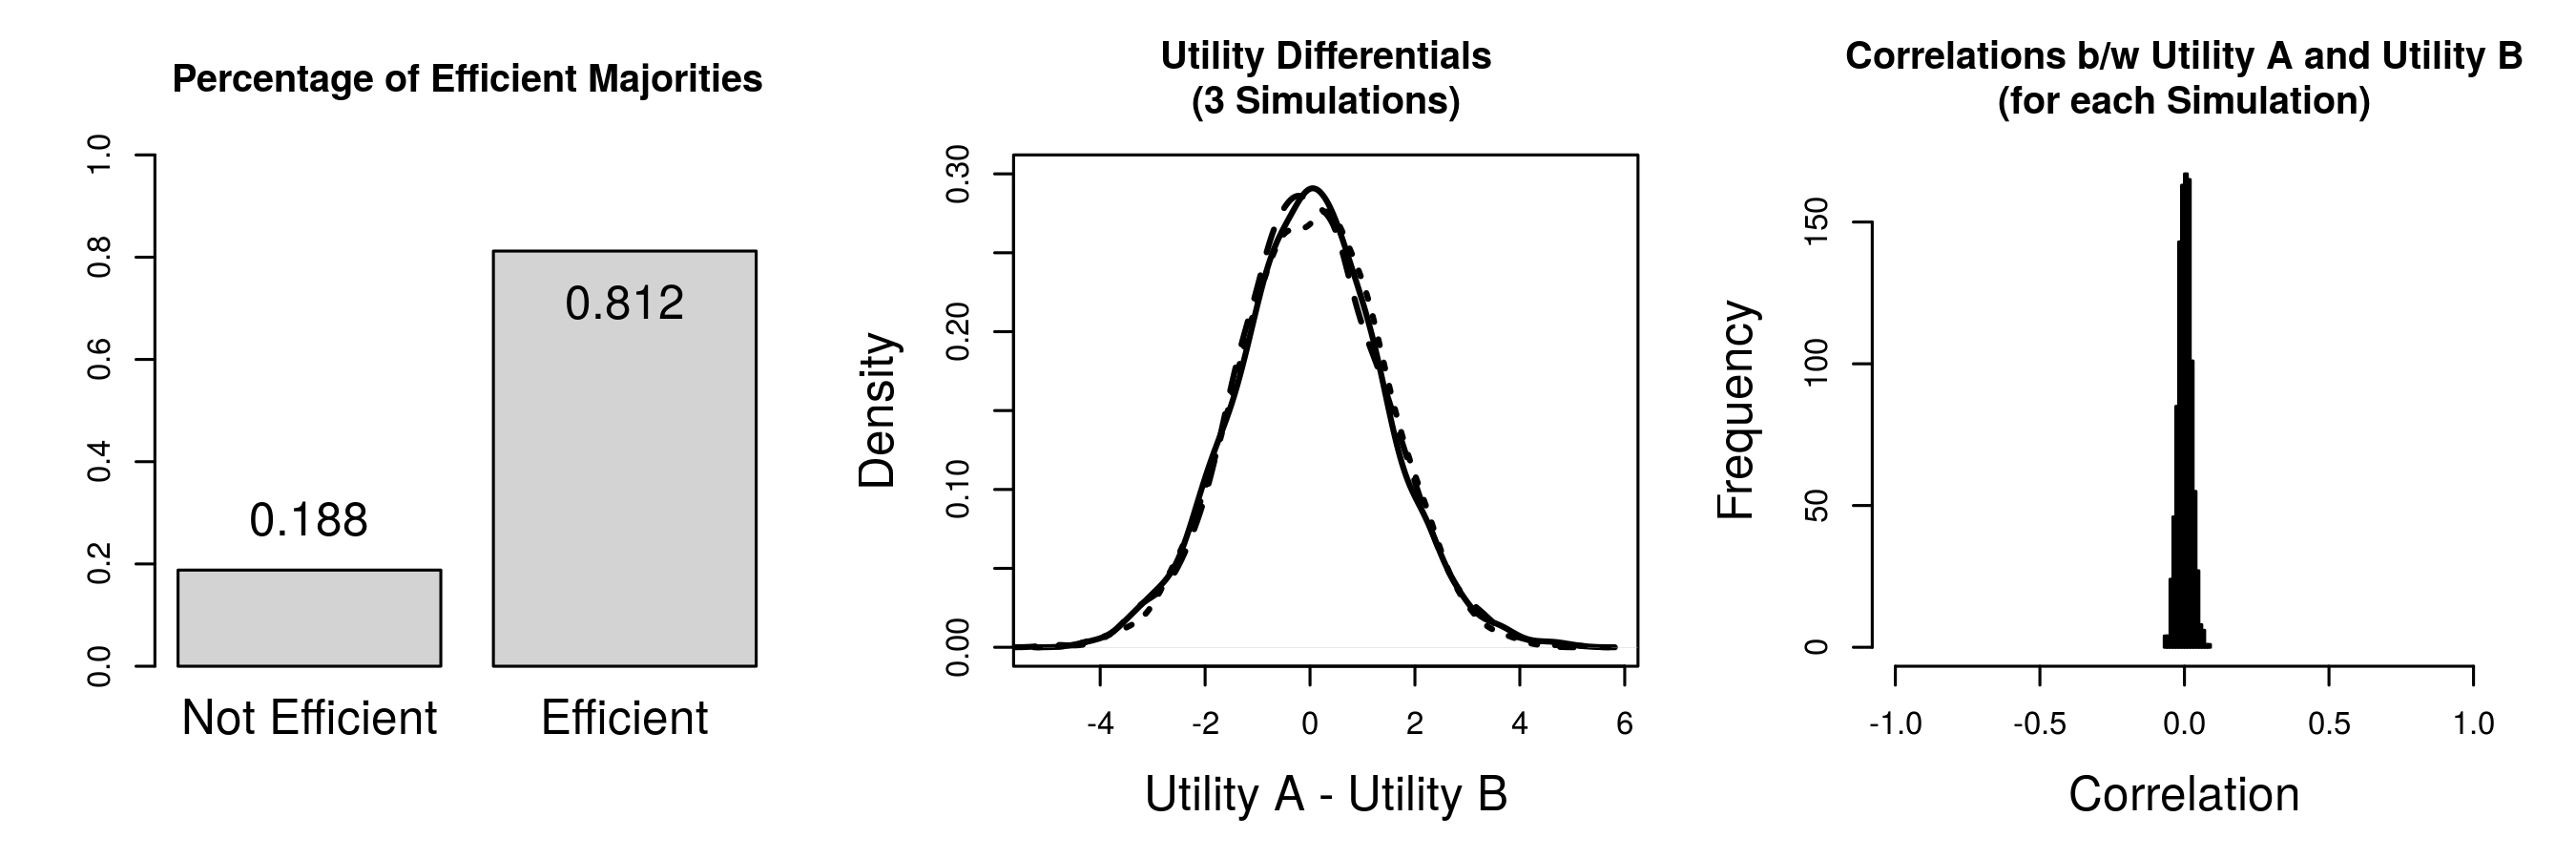 Percentage of Efficient Majorities
1.0
0.8
0.6
0.4
0.2
0.0
0.188
0.812
Not Efficient
Efficient
Utility Differentials
(3 Simulations)
Density
0.30
0.20
0.10
0.00
-4 -2 0 2 4 6
Utility A - Utility B
Correlations b/w Utility A and Utility B
(for each Simulation)
Frequency
150
100
50
0
-1.0 -0.5 0.0 0.5 1.0
Correlation